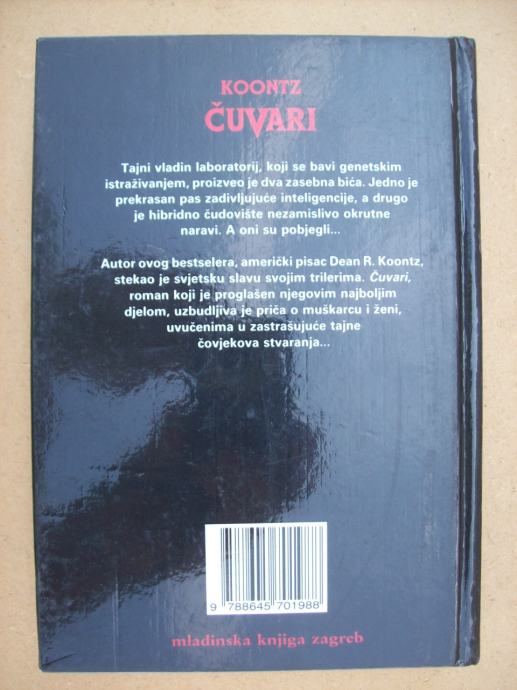 KOONTZ
ČUVARI
Tajni vladin laboratorij, koji se bavi genetskim
istraživanjem, proizveo je dva zasebna bića. Jedno je
prekrasan pas zadivljujuće inteligencije, a drugo
je hibridno čudovište nezamislivo okrutne
naravi. A oni su pobjegli...
Autor ovog bestselera, američki pisac Dean R. Koontz,
stekao je svjetsku slavu svojim trilerima. Čuvari,
roman koji je proglašen njegovim najboljim
djelom, uzbudljiva je priča o muškarcu i ženi,
uvučenima u zastrašujuće tajne
čovjekova stvaranja...
9 788645 701988
mladinska knjiga zagreb